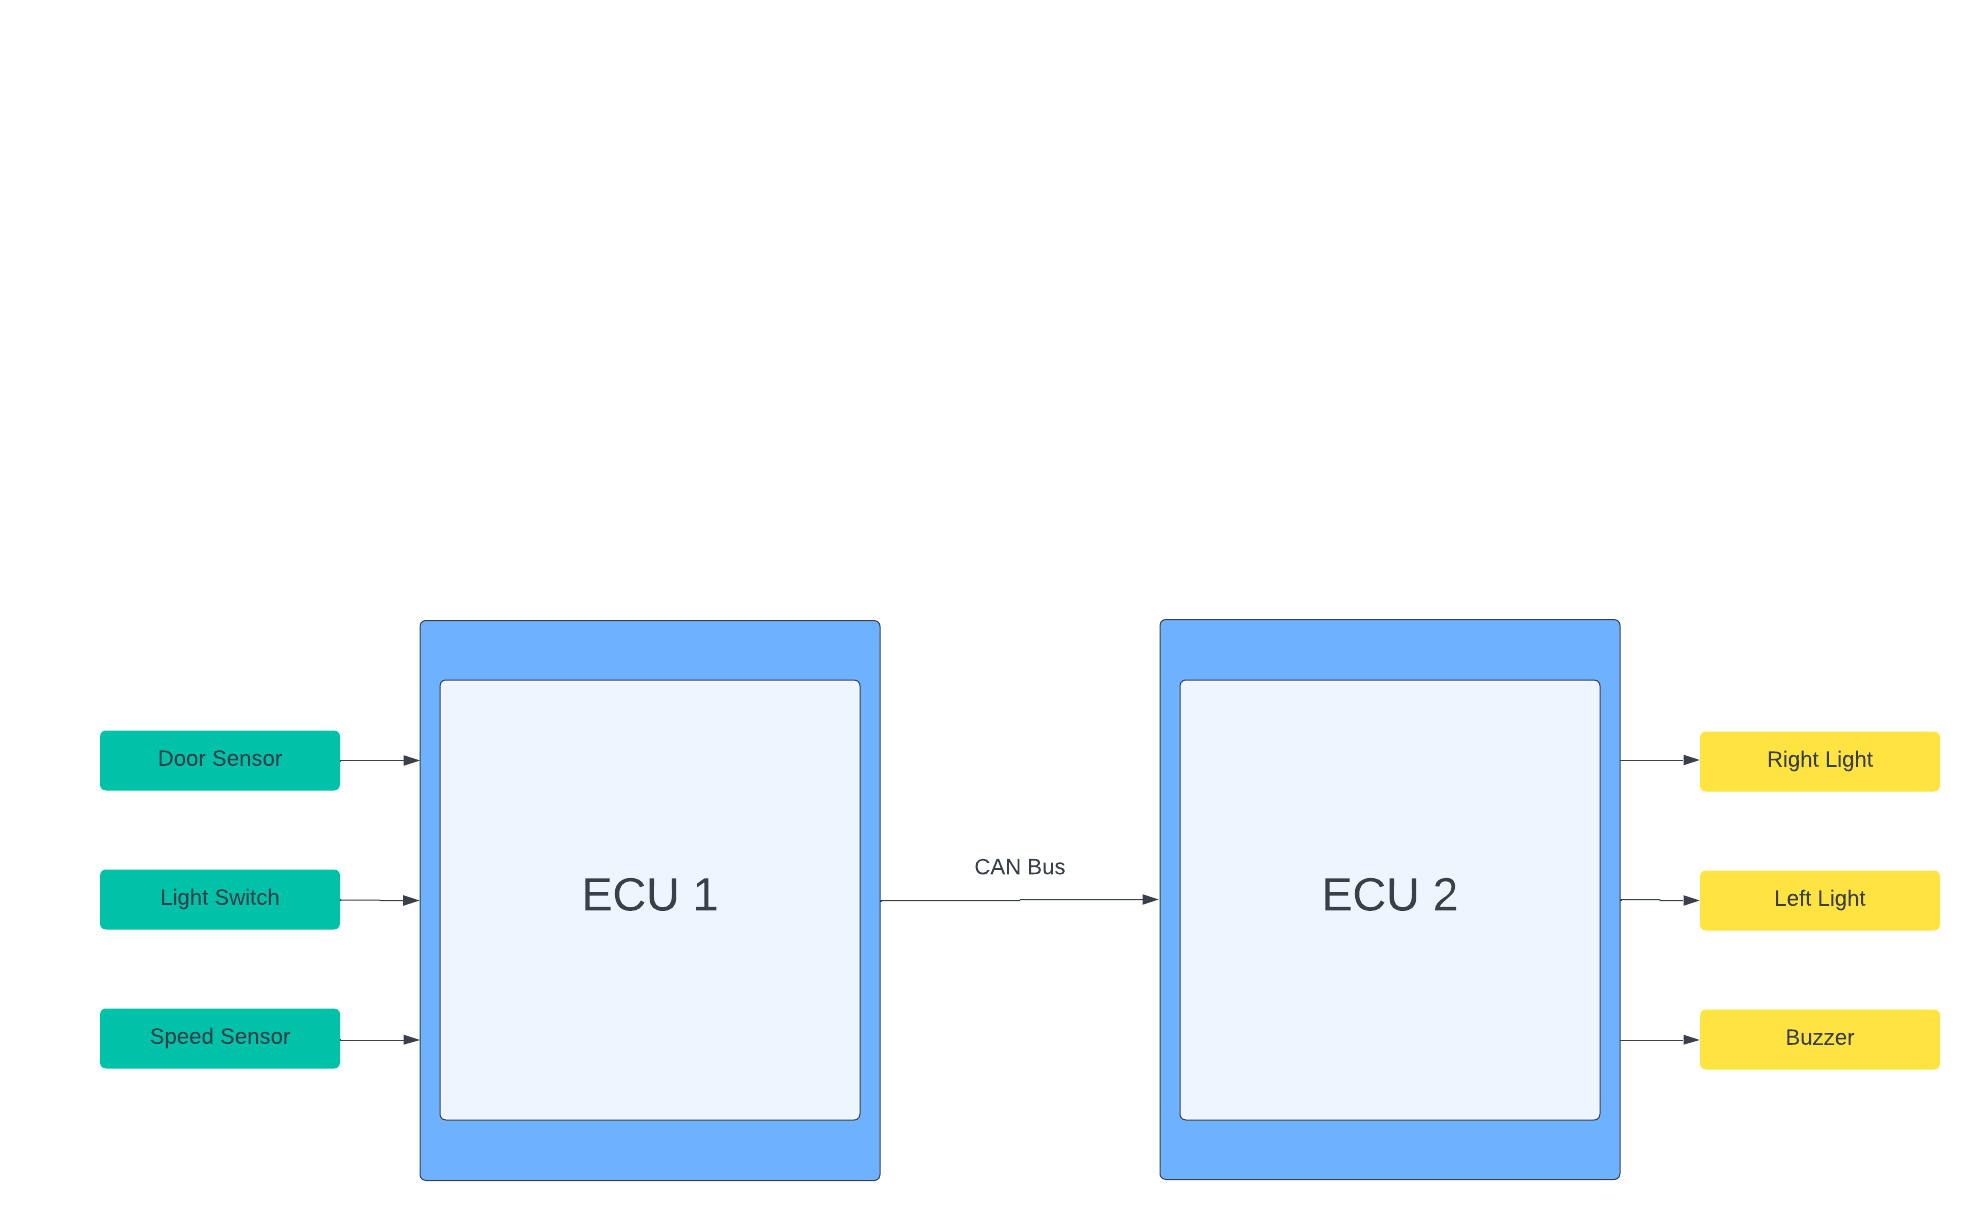 Door Sensor
Light Switch
Speed Sensor
ECU 1
CAN Bus
ECU 2
Right Light
Left Light
Buzzer